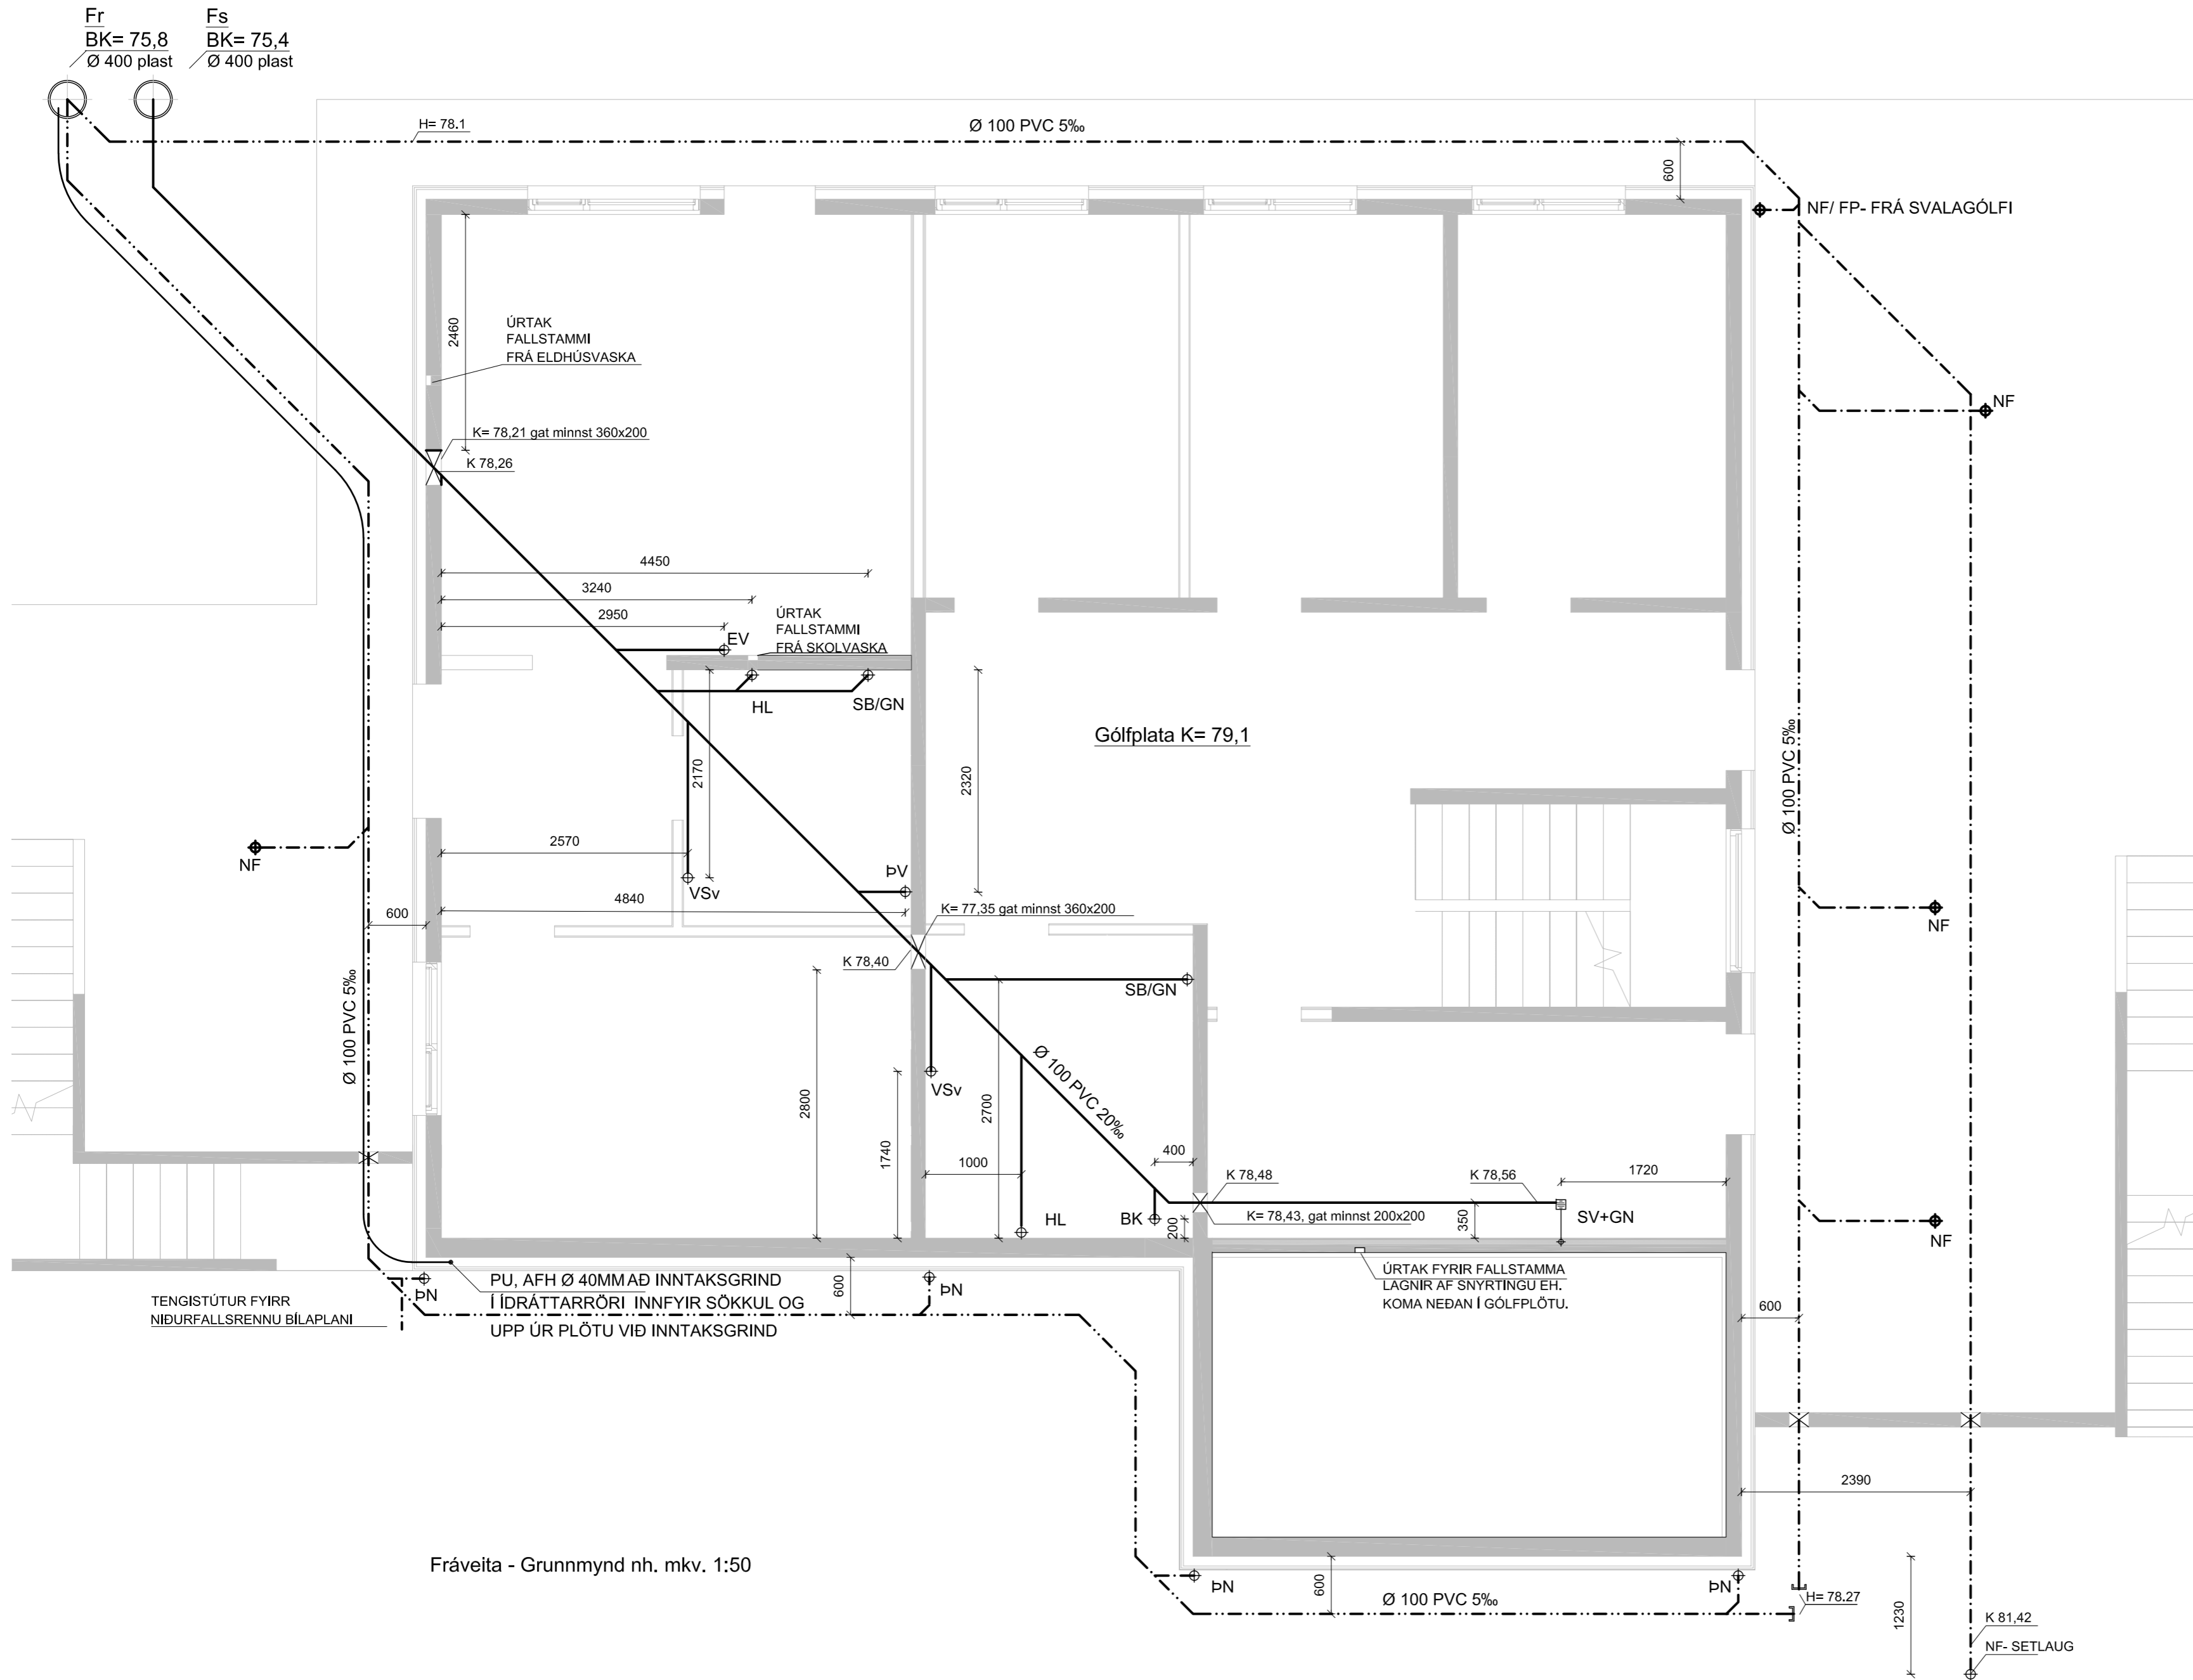 Fr
BK= 75,8
Ø 400 plast
Fs
BK= 75,4
Ø 400 plast
H= 78.1
Ø 100 PVC 5‰
600
NF/ FP- FRÁ SVALAGÓLFI
2460
ÚRTAK
FALLSTAMMI
FRÁ ELDHÚSVASKA
NF
K= 78,21 gat minnst 360x200
K 78,26
4450
3240
2950
EV
ÚRTAK
FALLSTAMMI
FRÁ SKOLVASKA
HL
SB/GN
Gólfplata K= 79,1
2170
2320
Ø 100 PVC 5‰
NF
2570
VSv
ÞV
4840
600
K= 77,35 gat minnst 360x200
NF
K 78,40
SB/GN
Ø 100 PVC 5‰
VSv
Ø 100 PVC 20‰
2800
2700
1740
1000
400
K 78,48
K 78,56
1720
HL
BK
200
K= 78,43, gat minnst 200x200
350
SV+GN
NF
PU, AFH Ø 40MM AÐ INNTAKSGRIND
Í ÍDRÁTTARRÖRI INNFYIR SÖKKUL OG
UPP ÚR PLÖTU VIÐ INNTAKSGRIND
ÞN
600
ÞN
ÚRTAK FYRIR FALLSTAMMA
LAGNIR AF SNYRTINGU EH.
KOMA NEÐAN Í GÓLFPLÖTU.
TENGISTÚTUR FYIRR
NIÐURFALLSRENNU BÍLAPLANI
600
2390
Fráveita - Grunnmynd nh. mkv. 1:50
ÞN
600
Ø 100 PVC 5‰
ÞN
H= 78.27
1230
K 81,42
NF- SETLAUG